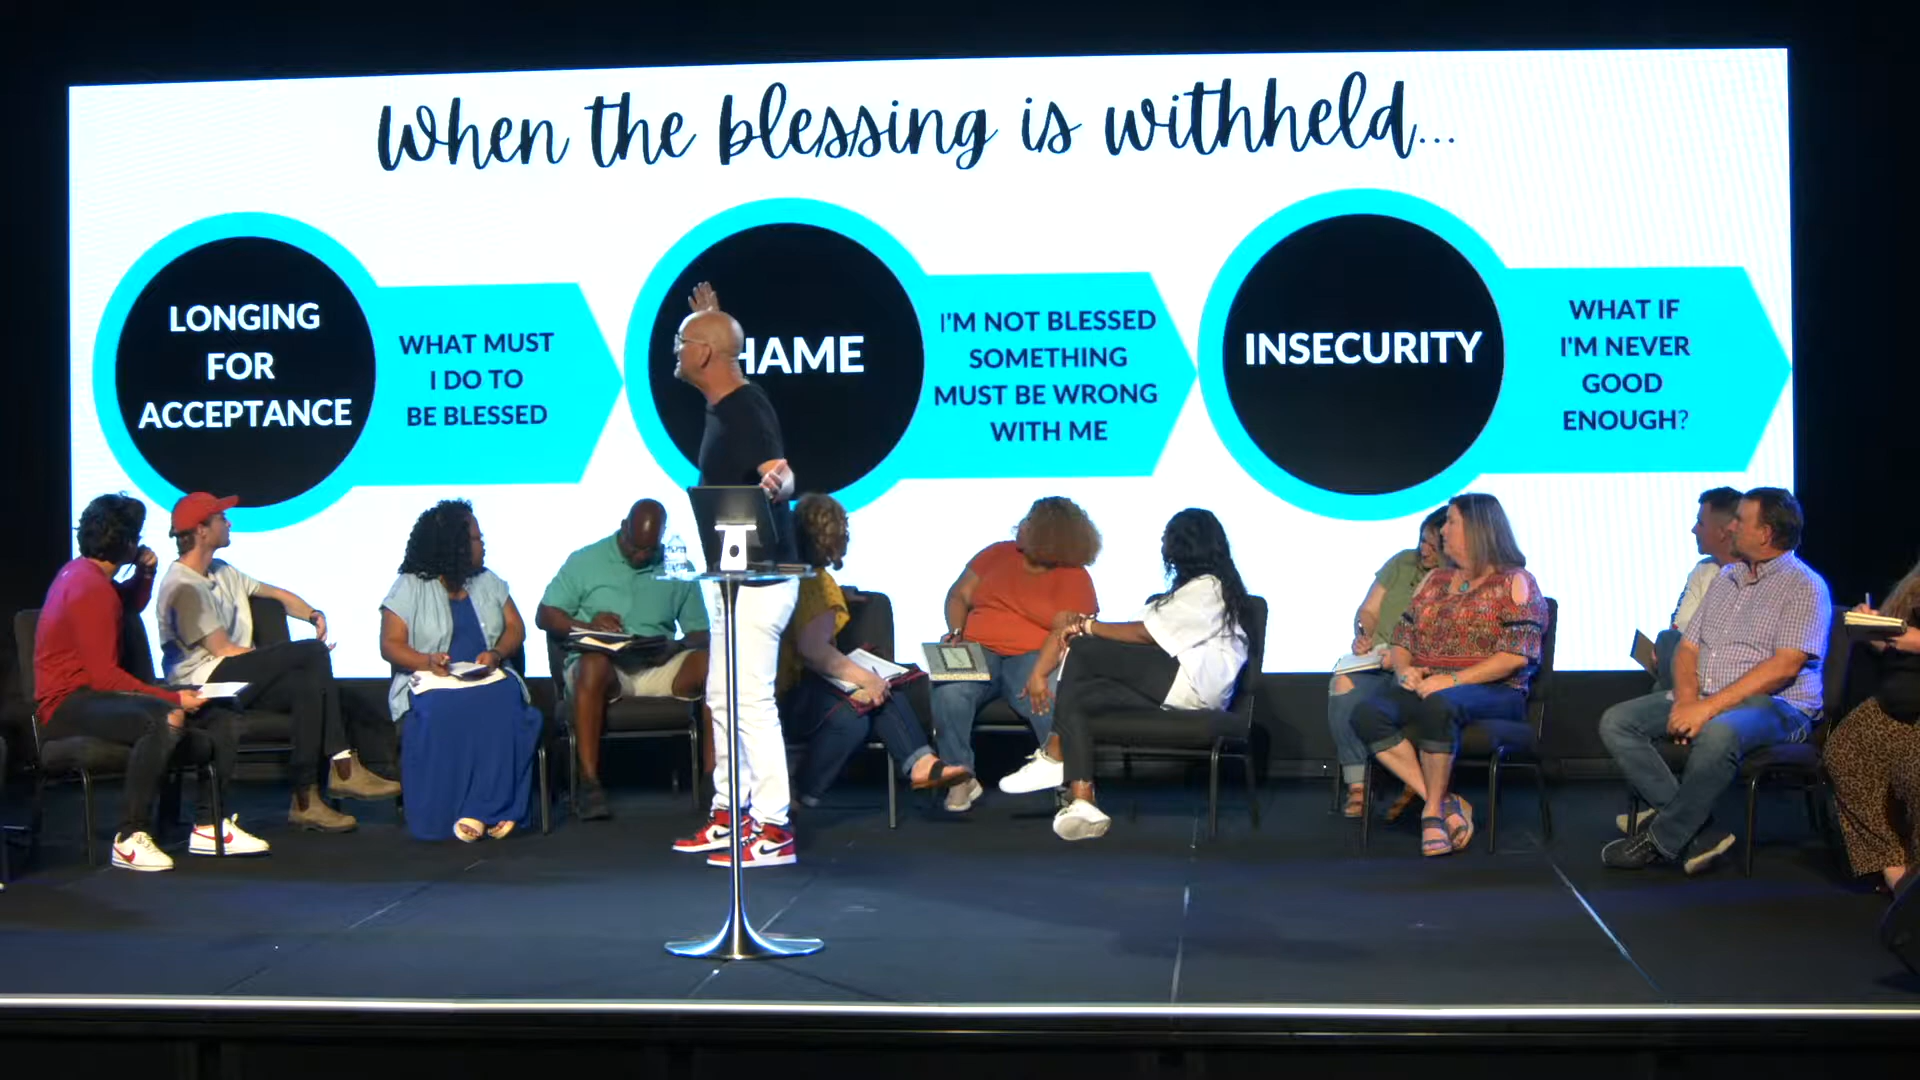 When the blessing is withheld...
LONGING
FOR
ACCEPTANCE
WHAT MUST
I DO TO
BE BLESSED
HAME
I'M NOT BLESSED
SOMETHING
MUST BE WRONG
WITH ME
INSECURITY
WHAT IF
I'M NEVER
GOOD
ENOUGH?